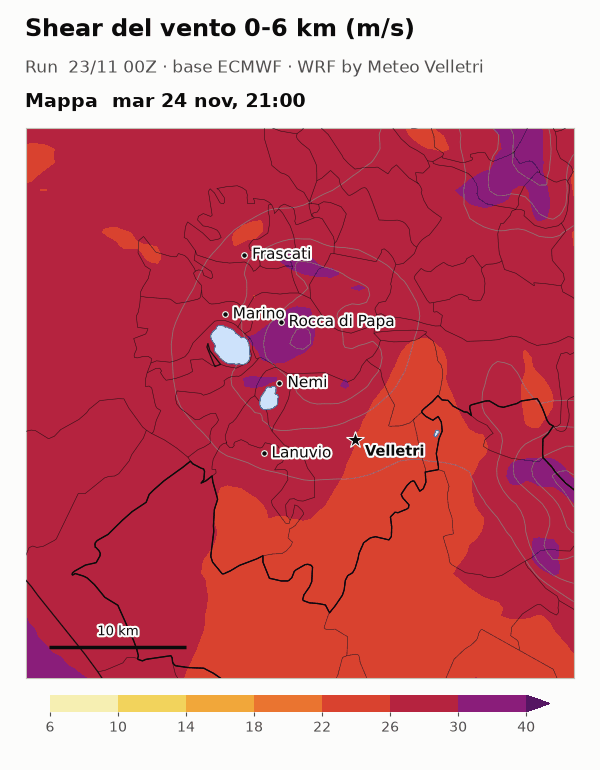 Shear del vento 0-6 km (m/s)
Run 23/11 00Z · base ECMWF · WRF by Meteo Velletri
Mappa mar 24 nov, 21:00
Frascati
Marino
Rocca di Papa
Nemi
Velletri
Lanuvio
10 km
6 10 14 18 22 26 30 40